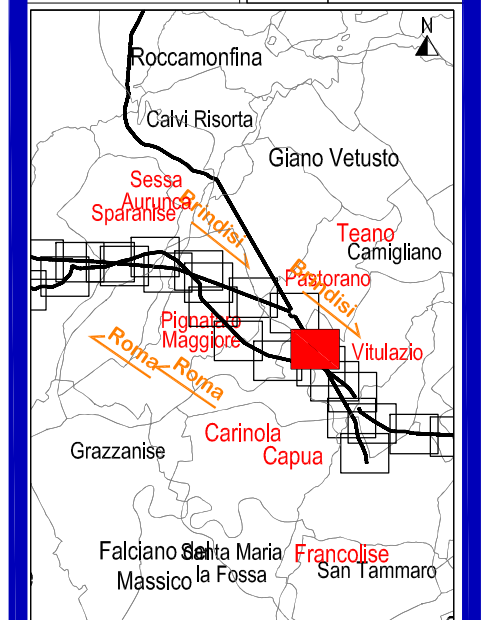 N
Roccamonfina
Calvi Risorta
Giano Vetusto
Sessa
Aurunca
Sparanise
Brindisi
Teano
Camigliano
Brindisi
Pastorano
Pignataro
Maggiore
Roma
Roma
Vitulazio
Carinola
Capua
Grazzanise
Falciano del
Massico
Santa Maria
la Fossa
Francolise
San Tammaro